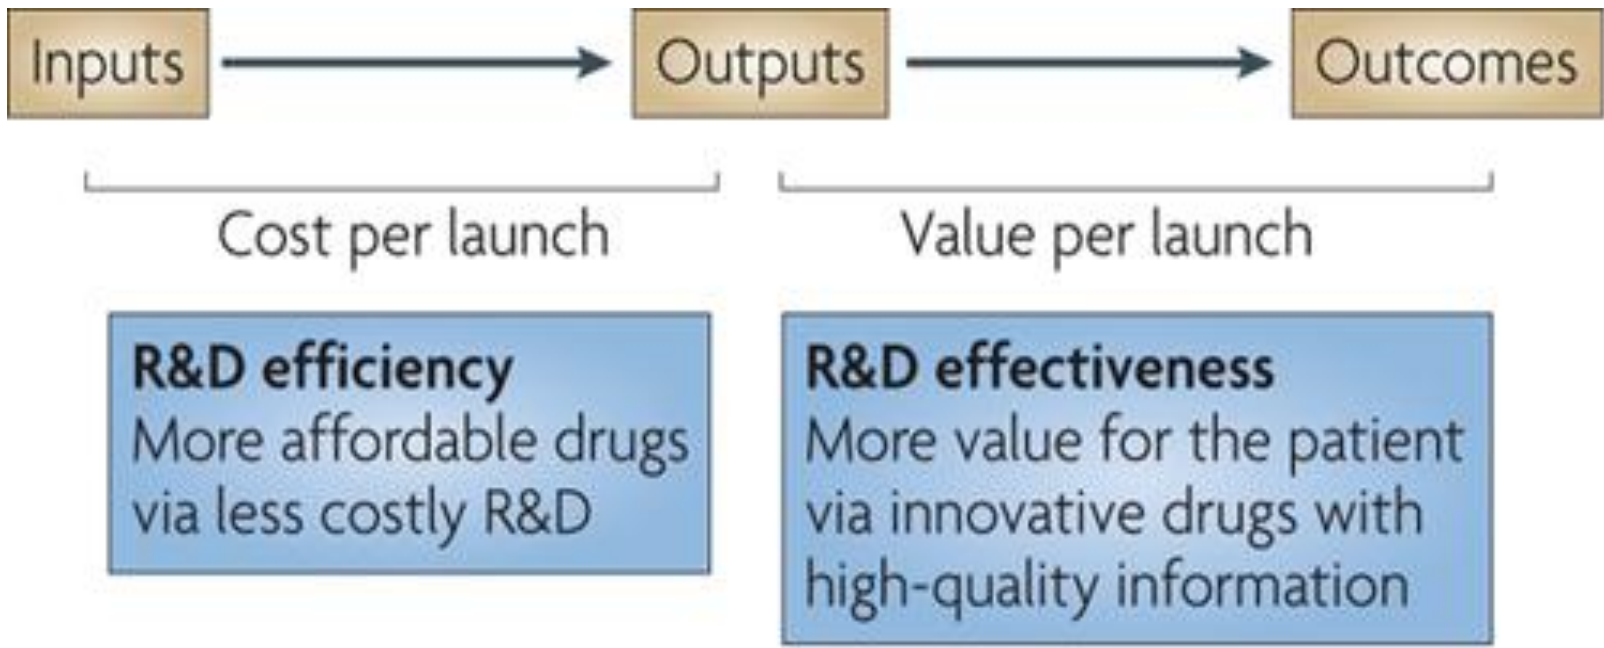 Inputs
Outputs
Outcomes
Cost per launch
Value per launch
R&D efficiency
More affordable drugs
via less costly R&D
R&D effectiveness
More value for the patient
via innovative drugs with
high-quality information